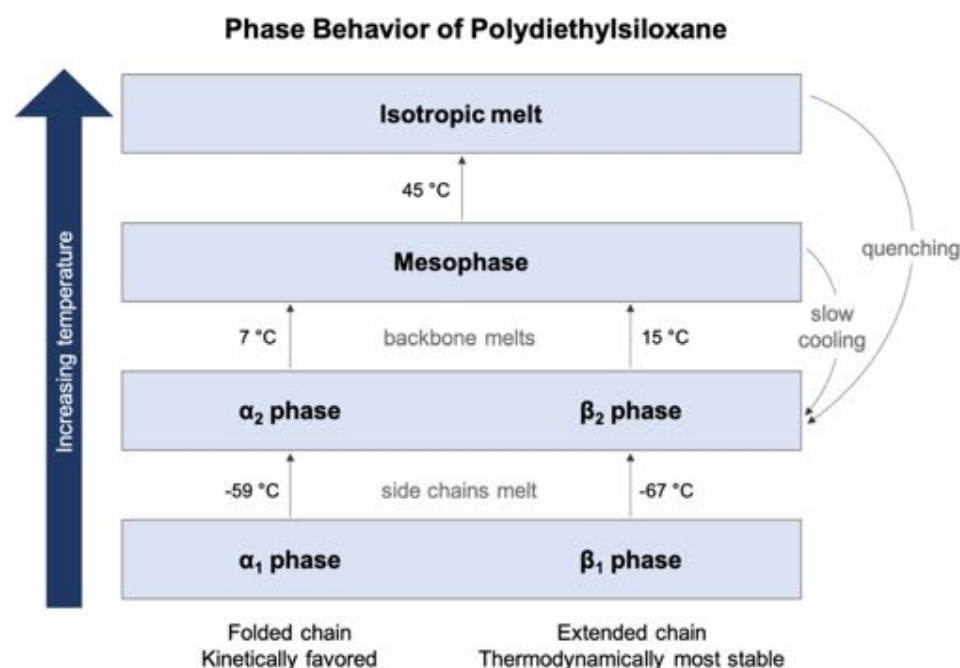 Phase Behavior of Polydiethylsiloxane
Increasing temperature
Isotropic melt
45 °C
quenching
Mesophase
slow
cooling
7 °C
backbone melts
15 °C
α₂ phase
β₂ phase
-59 °C
side chains melt
-67 °C
α₁ phase
β₁ phase
Folded chain
Kinetically favored
Extended chain
Thermodynamically most stable